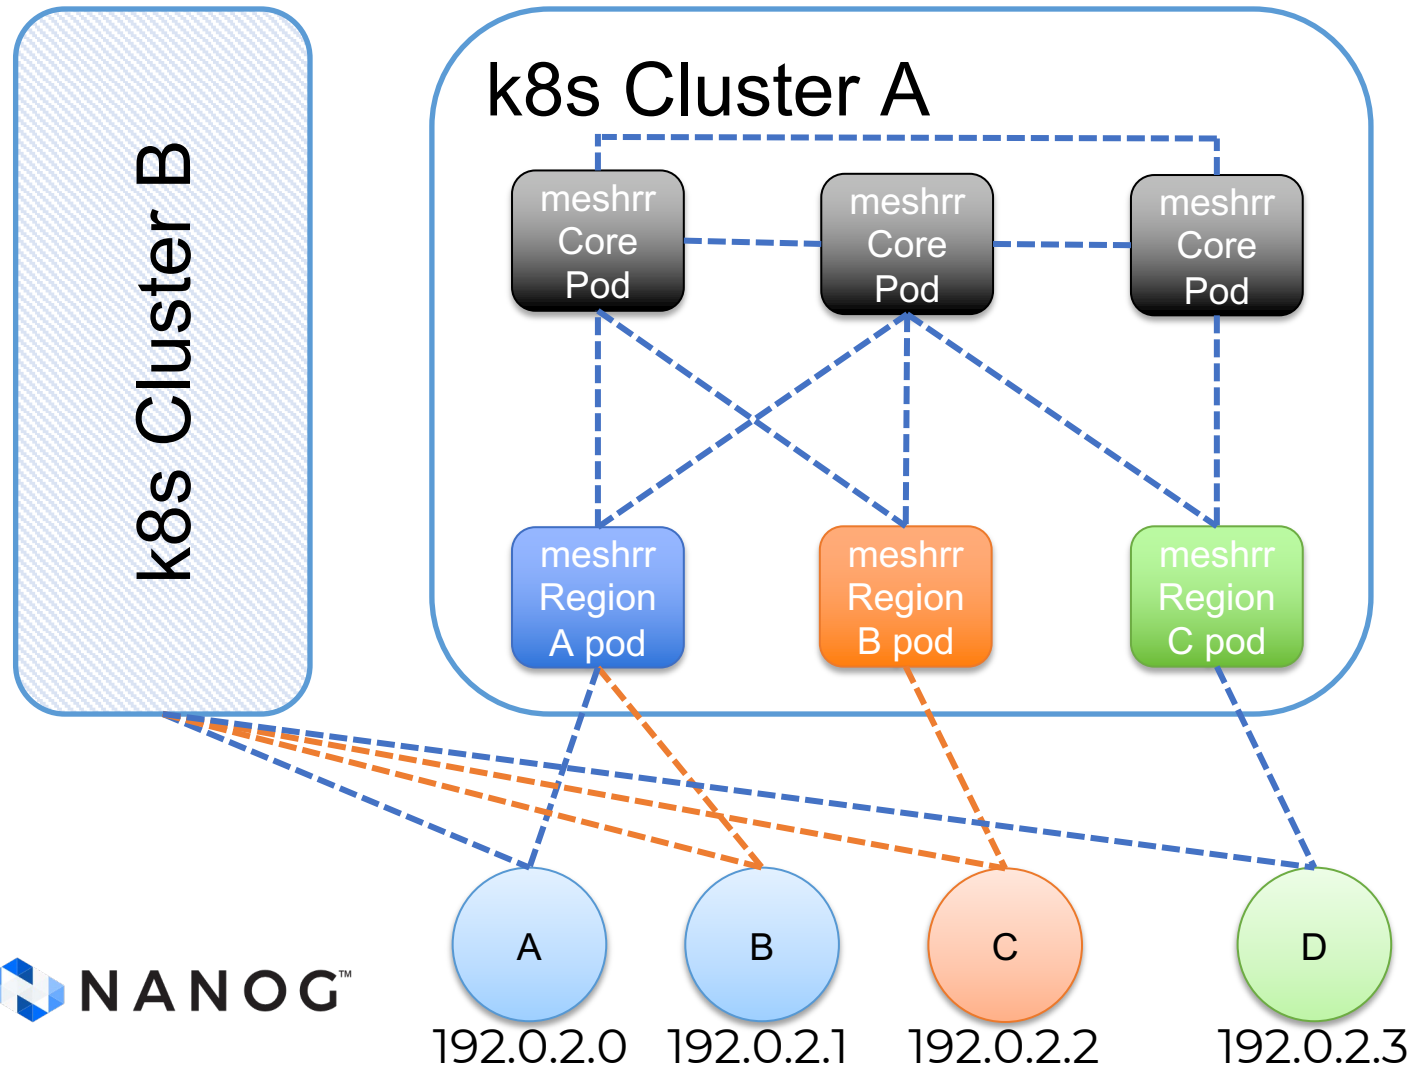 k8s Cluster B
k8s Cluster A
meshrr
Core
Pod
meshrr
Core
Pod
meshrr
Core
Pod
meshrr
Region
A pod
meshrr
Region
B pod
meshrr
Region
C pod
A
B
C
D
NANOG™
192.0.2.0
192.0.2.1
192.0.2.2
192.0.2.3